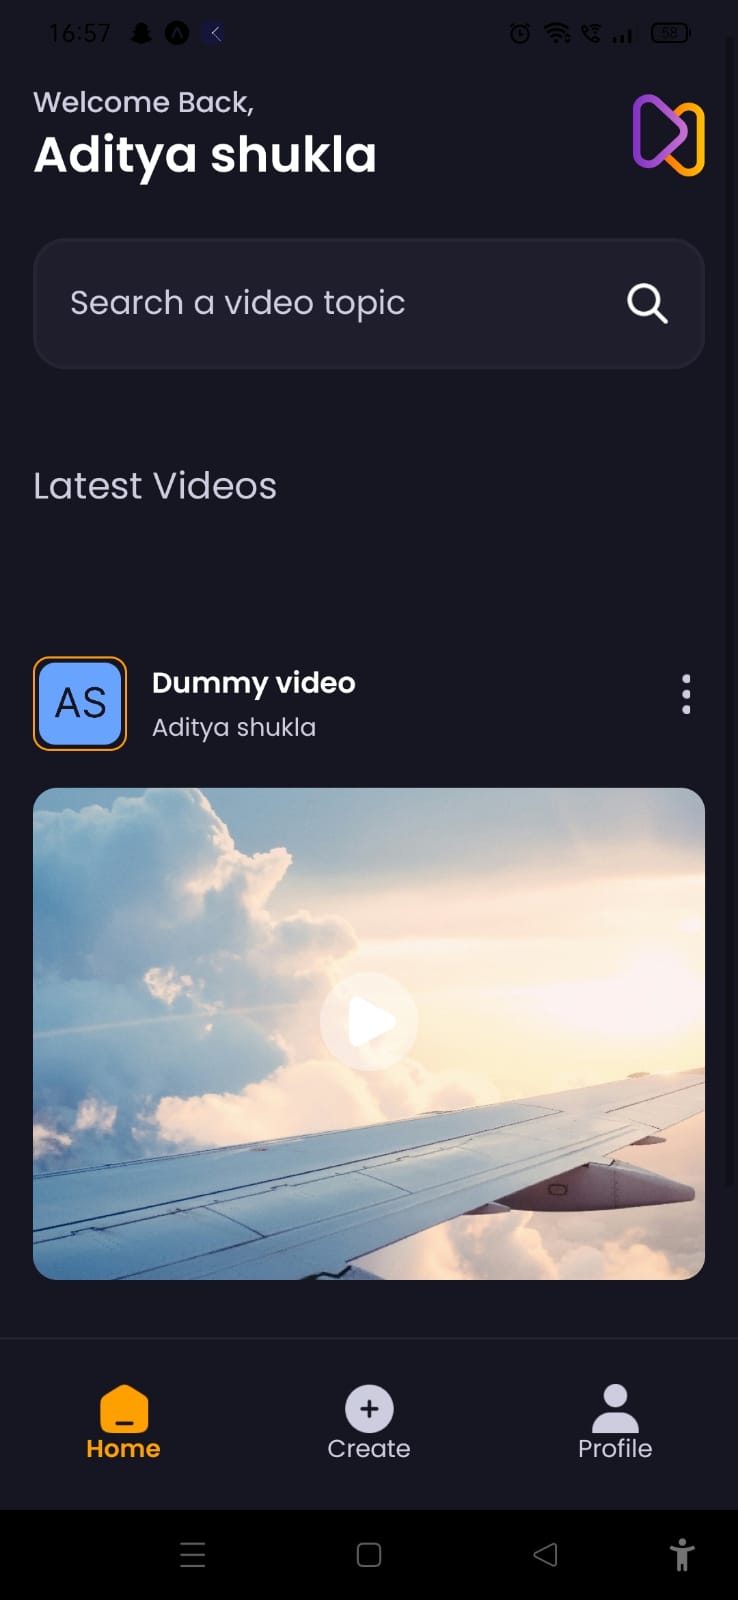 16:57
58
Welcome Back,
Aditya shukla
Search a video topic
Latest Videos
AS
Dummy video
Aditya shukla
Home
Create
Profile